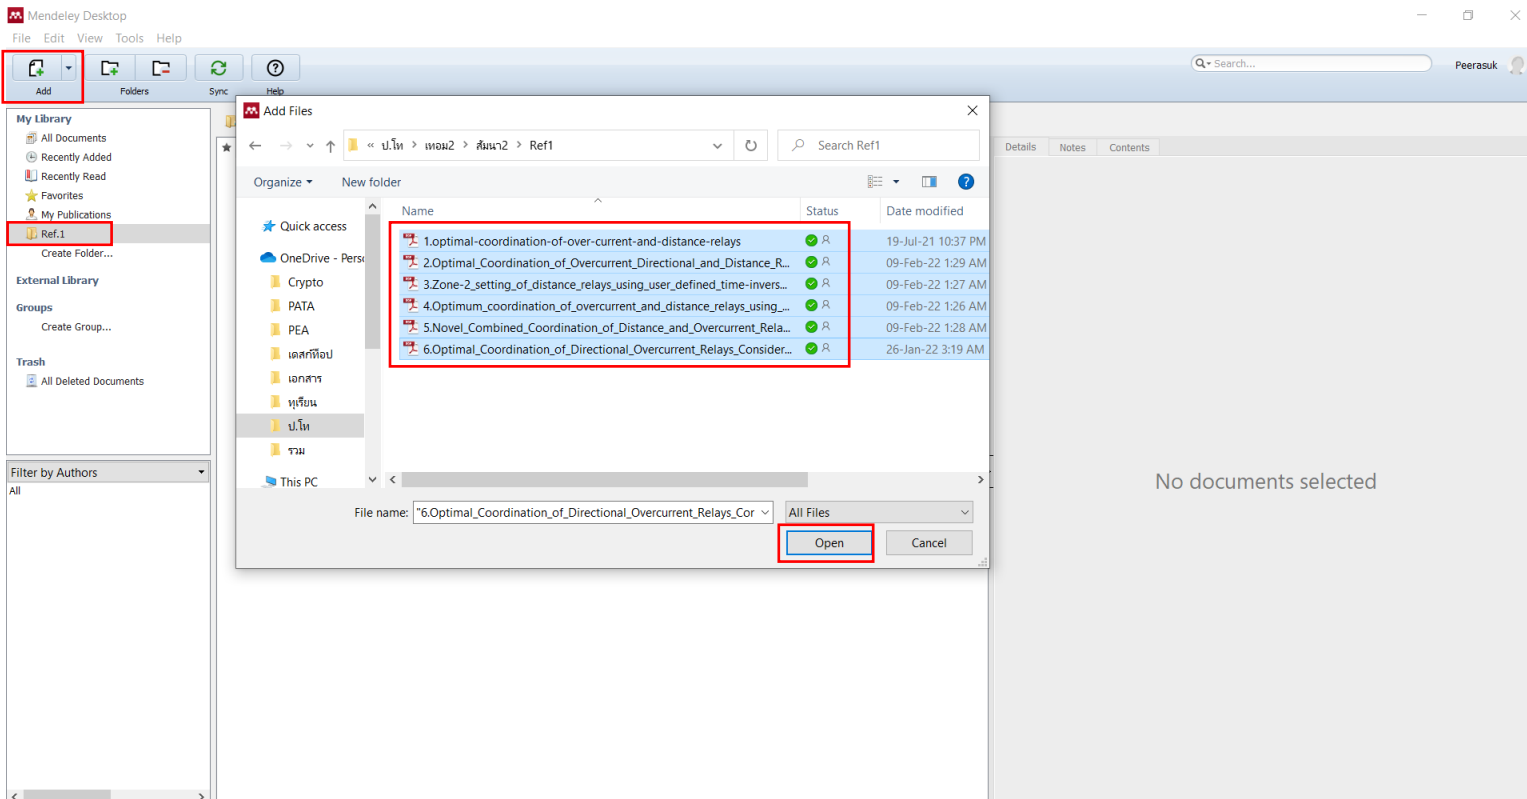 Mendeley Desktop
File Edit View Tools Help
Add Folders Sync Help
Search...
Peerasuk
My Library
All Documents
Recently Added
Recently Read
Favorites
My Publications
Ref.1
Create Folder...
External Library
Groups
Create Group...
Trash
All Deleted Documents
Filter by Authors
All
Add Files
« ป.โท > เทอม2 > สัมนา2 > Ref1
Search Ref1
Organize New folder
Quick access
OneDrive - Perso
Crypto
PATA
PEA
เดสก์ท็อป
เอกสาร
ทุเรียน
ป.โท
รวม
This PC
Name Status Date modified
1.optimal-coordination-of-over-current-and-distance-relays 19-Jul-21 10:37 PM
2.Optimal_Coordination_of_Overcurrent_Directional_and_Distance_R... 09-Feb-22 1:29 AM
3.Zone-2_setting_of_distance_relays_using_user_defined_time-invers... 09-Feb-22 1:27 AM
4.Optimum_coordination_of_overcurrent_and_distance_relays_using_... 09-Feb-22 1:26 AM
5.Novel_Combined_Coordination_of_Distance_and_Overcurrent_Rela... 09-Feb-22 1:28 AM
6.Optimal_Coordination_of_Directional_Overcurrent_Relays_Consider... 26-Jan-22 3:19 AM
File name: "6.Optimal_Coordination_of_Directional_Overcurrent_Relays_Cor All Files
Open Cancel
Details Notes Contents
No documents selected